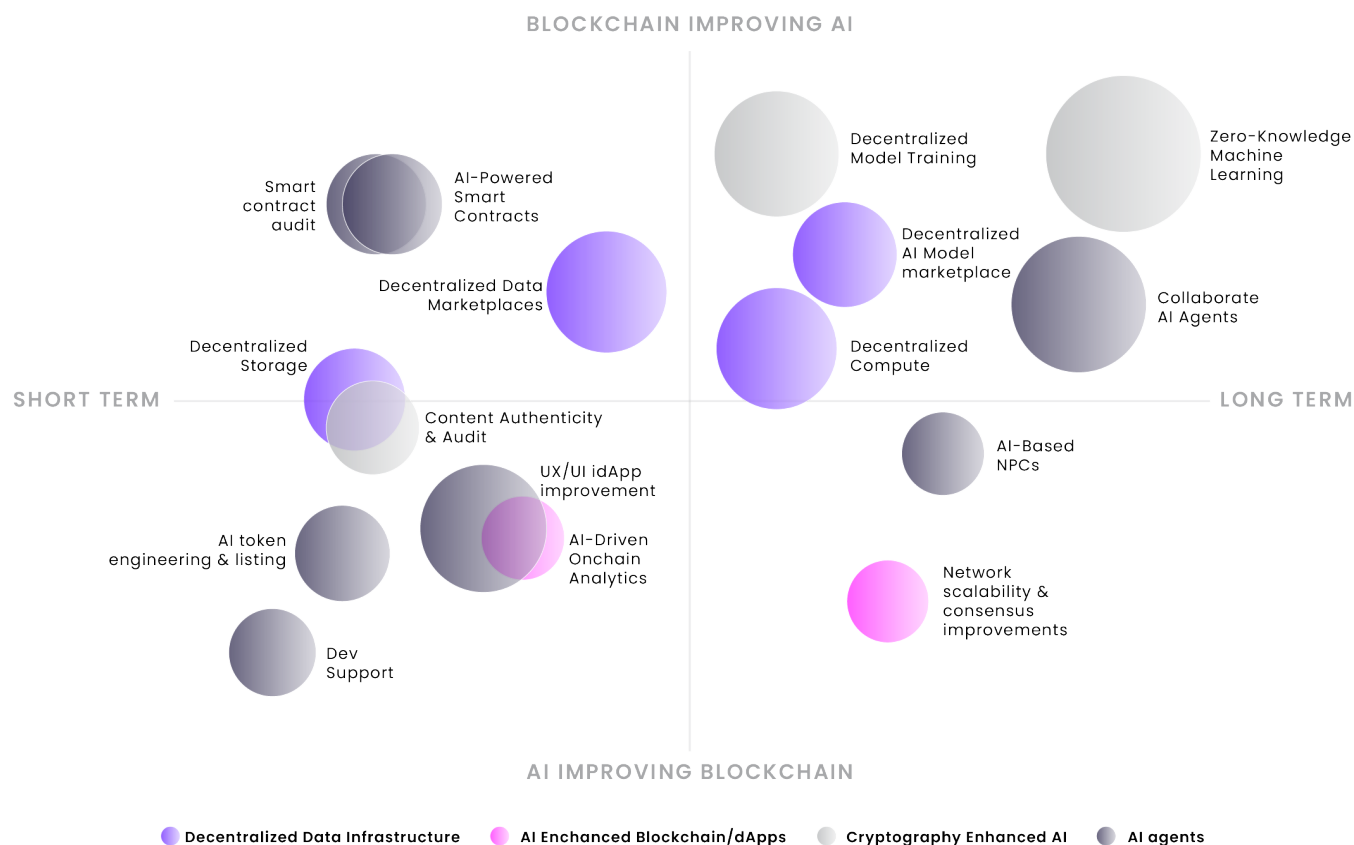 BLOCKCHAIN IMPROVING AI
Decentralized
Model Training
Zero-Knowledge
Machine
Learning
Smart
contract
audit
AI-Powered
Smart
Contracts
Decentralized
AI Model
marketplace
Decentralized Data
Marketplaces
Collaborate
AI Agents
Decentralized
Storage
Decentralized
Compute
SHORT TERM
LONG TERM
Content Authenticity
& Audit
AI-Based
NPCs
UX/UI idApp
improvement
AI token
engineering & listing
AI-Driven
Onchain
Analytics
Network
scalability &
consensus
improvements
Dev
Support
AI IMPROVING BLOCKCHAIN
Decentralized Data Infrastructure
AI Enchanced Blockchain/dApps
Cryptography Enhanced AI
AI agents